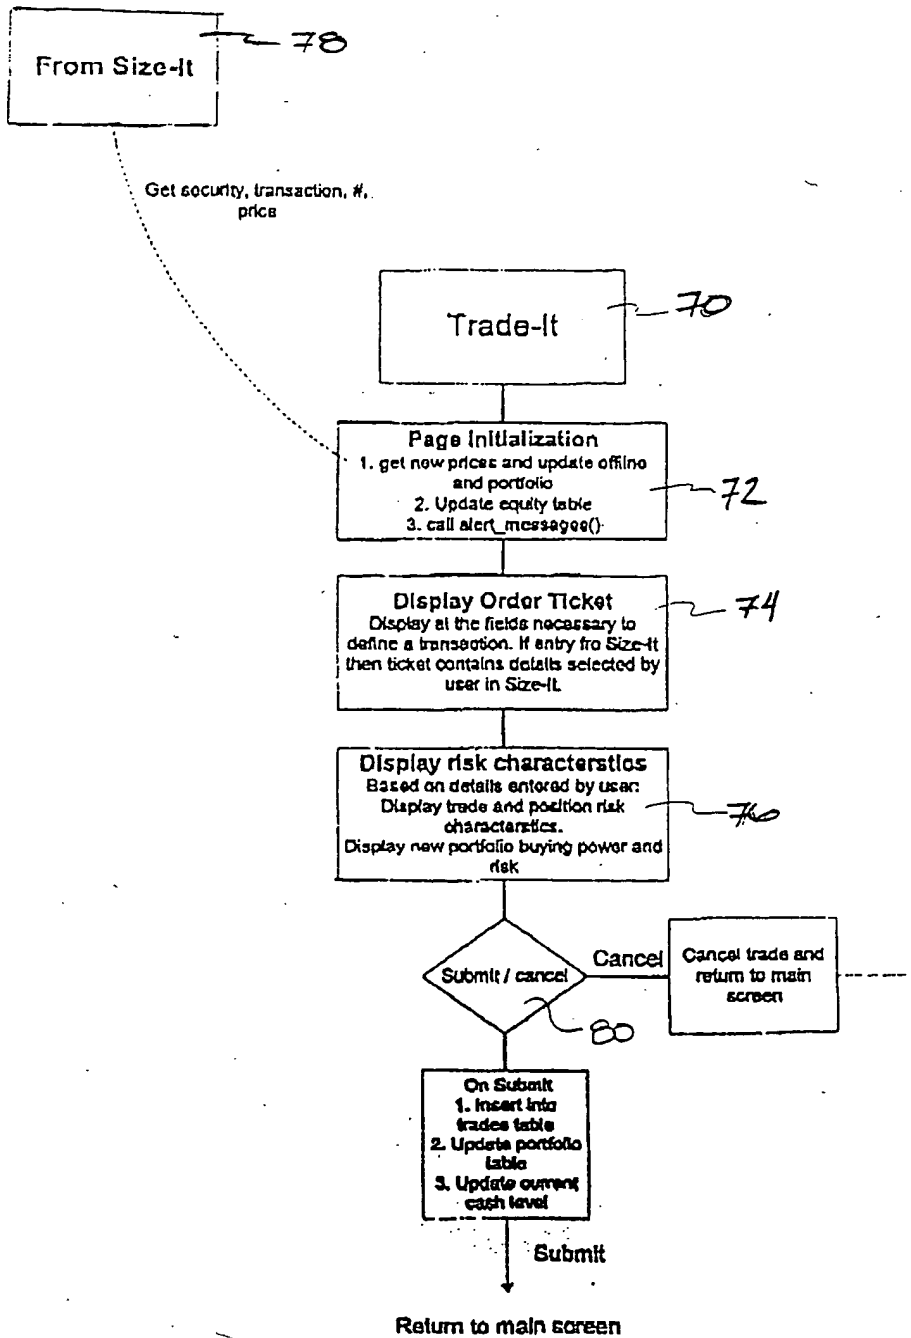 From Size-It
78
Get security, transaction, #,
price
Trade-It
70
Page Initialization
1. get new prices and update offline
and portfolio
2. Update equity table
3. call alert_messages()
72
Display Order Ticket
Display at the fields necessary to
define a transaction. If entry fro Size-It
then ticket contains details selected by
user in Size-It.
74
Display risk characterstics
Based on details entered by user:
Display trade and position risk
characterstics.
Display new portfolio buying power and
risk
76
Submit / cancel
Cancel
Cancel trade and
return to main
screen
80
On Submit
1. Insert into
trades table
2. Update portfolio
table
3. Update current
cash level
Submit
Return to main screen